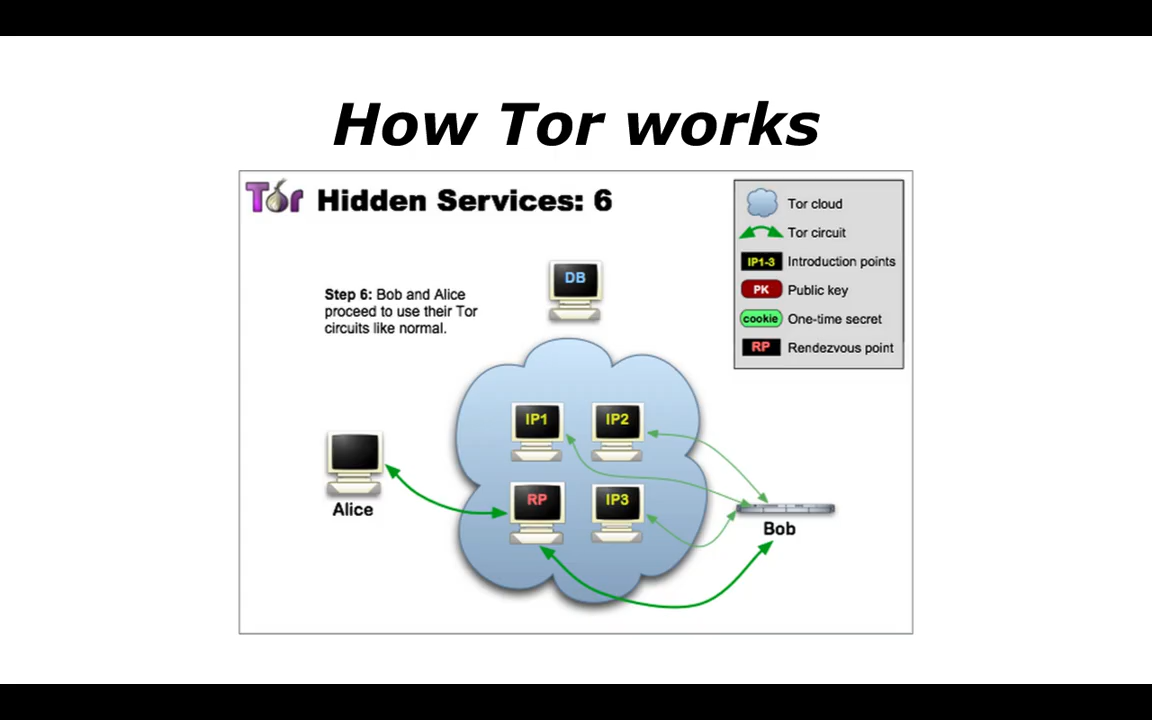 How Tor works
Tor Hidden Services: 6
Tor cloud
Tor circuit
IP1-3 Introduction points
PK Public key
cookie One-time secret
RP Rendezvous point
DB
Step 6: Bob and Alice
proceed to use their Tor
circuits like normal.
IP1 IP2
RP IP3
Alice
Bob